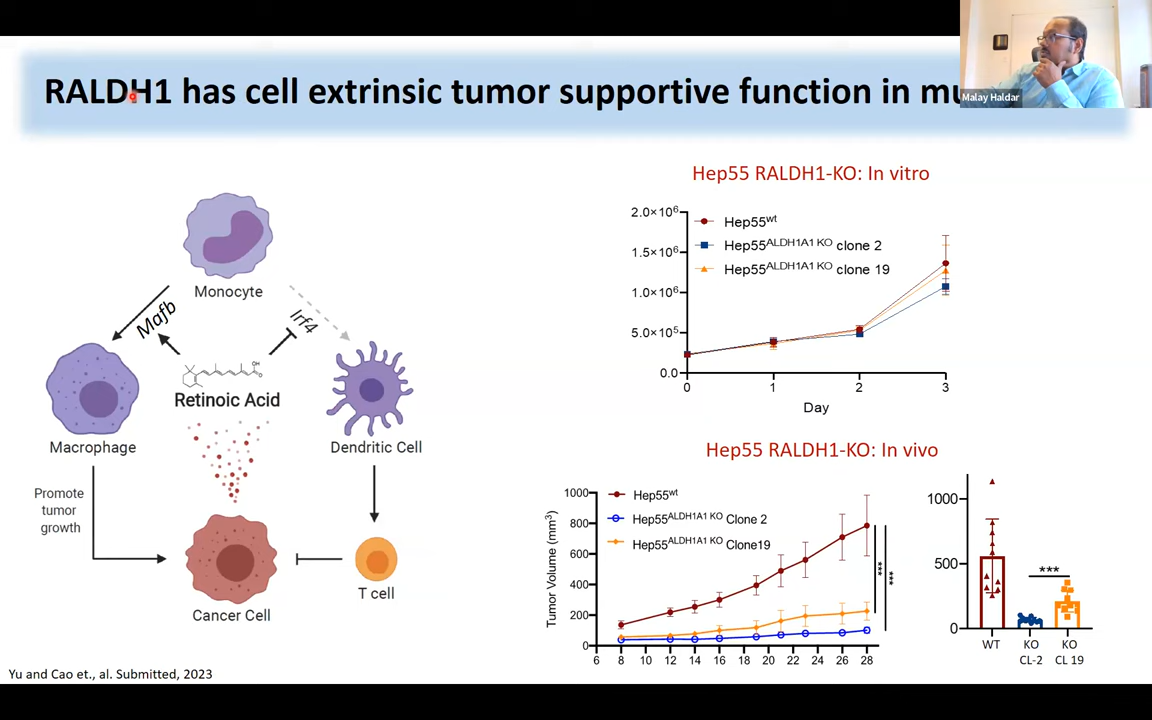 RALDH1 has cell extrinsic tumor supportive function in
Malay Haldar
Monocyte
Mafb
Irf4
OH
O
Retinoic Acid
Macrophage
Dendritic Cell
Promote
tumor
growth
Cancer Cell
T cell
Yu and Cao et., al. Submitted, 2023
Hep55 RALDH1-KO: In vitro
2.0×10⁶
1.5×10⁶
1.0×10⁶
5.0×10⁵
0.0
Hep55ʷᵗ
Hep55ᴬᴸᴰᴴ¹ᴬ¹ ᴷᴼ clone 2
Hep55ᴬᴸᴰᴴ¹ᴬ¹ ᴷᴼ clone 19
0 1 2 3
Day
Hep55 RALDH1-KO: In vivo
Tumor Volume (mm³)
1000
800
600
400
200
0
Hep55ʷᵗ
Hep55ᴬᴸᴰᴴ¹ᴬ¹ ᴷᴼ Clone 2
Hep55ᴬᴸᴰᴴ¹ᴬ¹ ᴷᴼ Clone19
6 8 10 12 14 16 18 20 22 24 26 28
***
***
1000
500
0
***
WT KO KO
CL-2 CL 19